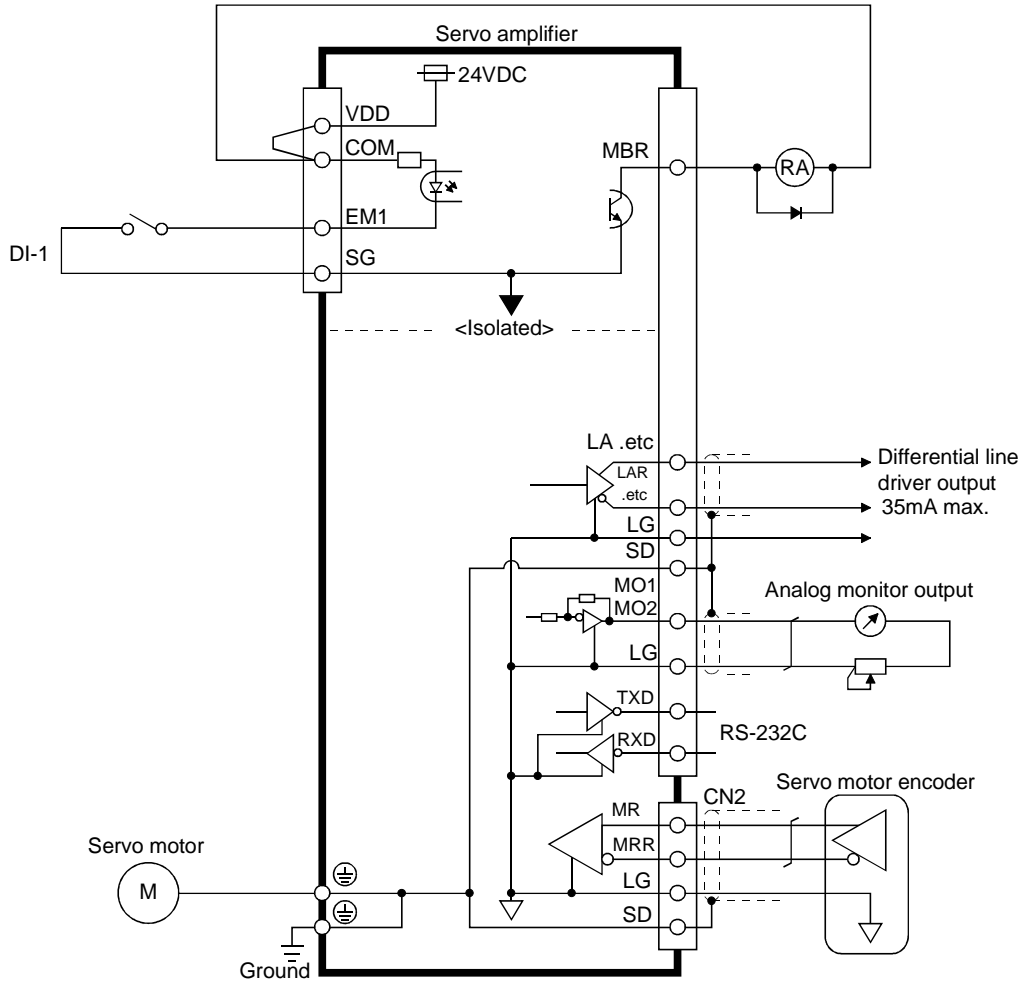 Servo amplifier
24VDC
VDD
COM
MBR
RA
EM1
DI-1
SG
<Isolated>
LA .etc
LAR
.etc
Differential line
driver output
35mA max.
LG
SD
MO1
MO2
Analog monitor output
LG
TXD
RXD
RS-232C
Servo motor encoder
CN2
MR
MRR
Servo motor
M
LG
SD
Ground